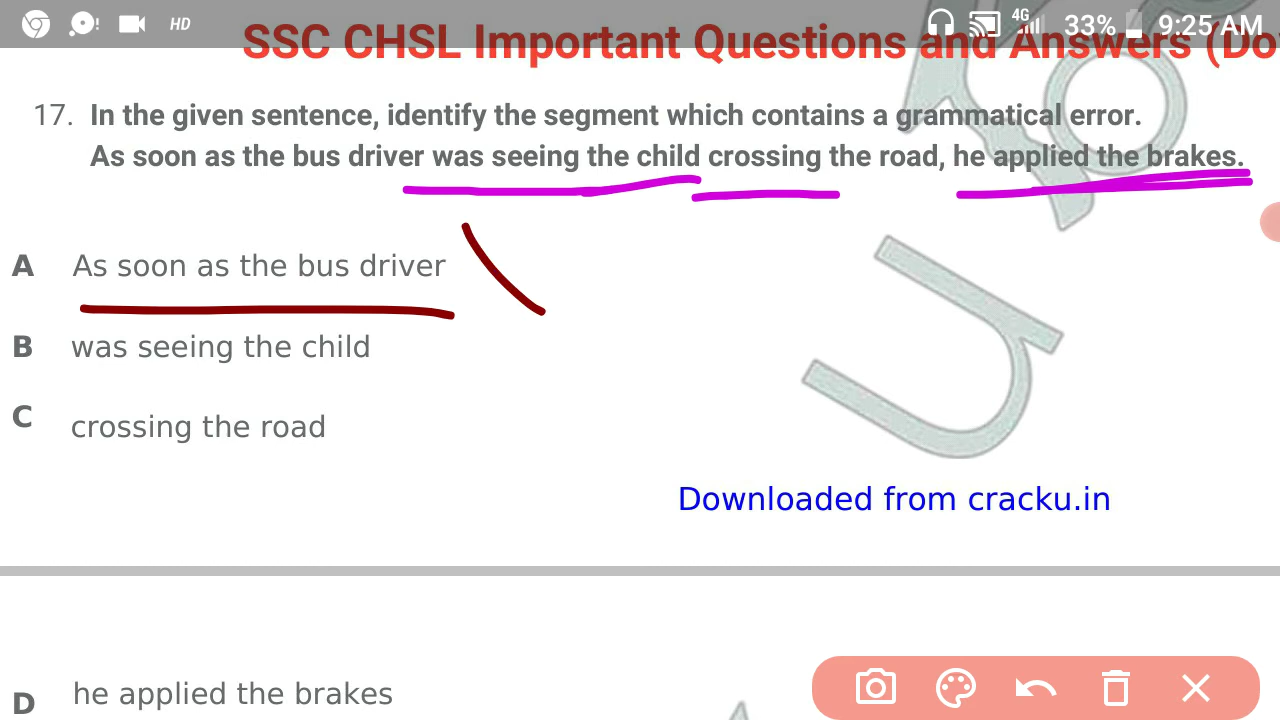 HD 4G 33% 9:25 AM
SSC CHSL Important Questions and Answers (Do
17. In the given sentence, identify the segment which contains a grammatical error.
As soon as the bus driver was seeing the child crossing the road, he applied the brakes.
A As soon as the bus driver
B was seeing the child
C crossing the road
Downloaded from cracku.in
D he applied the brakes